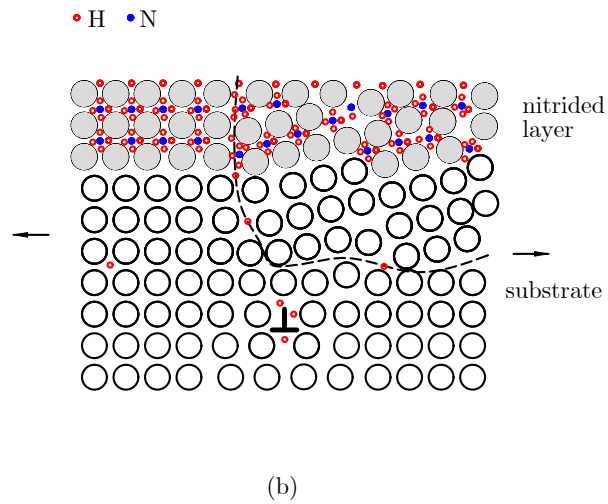 H N
nitrided
layer
substrate
(b)